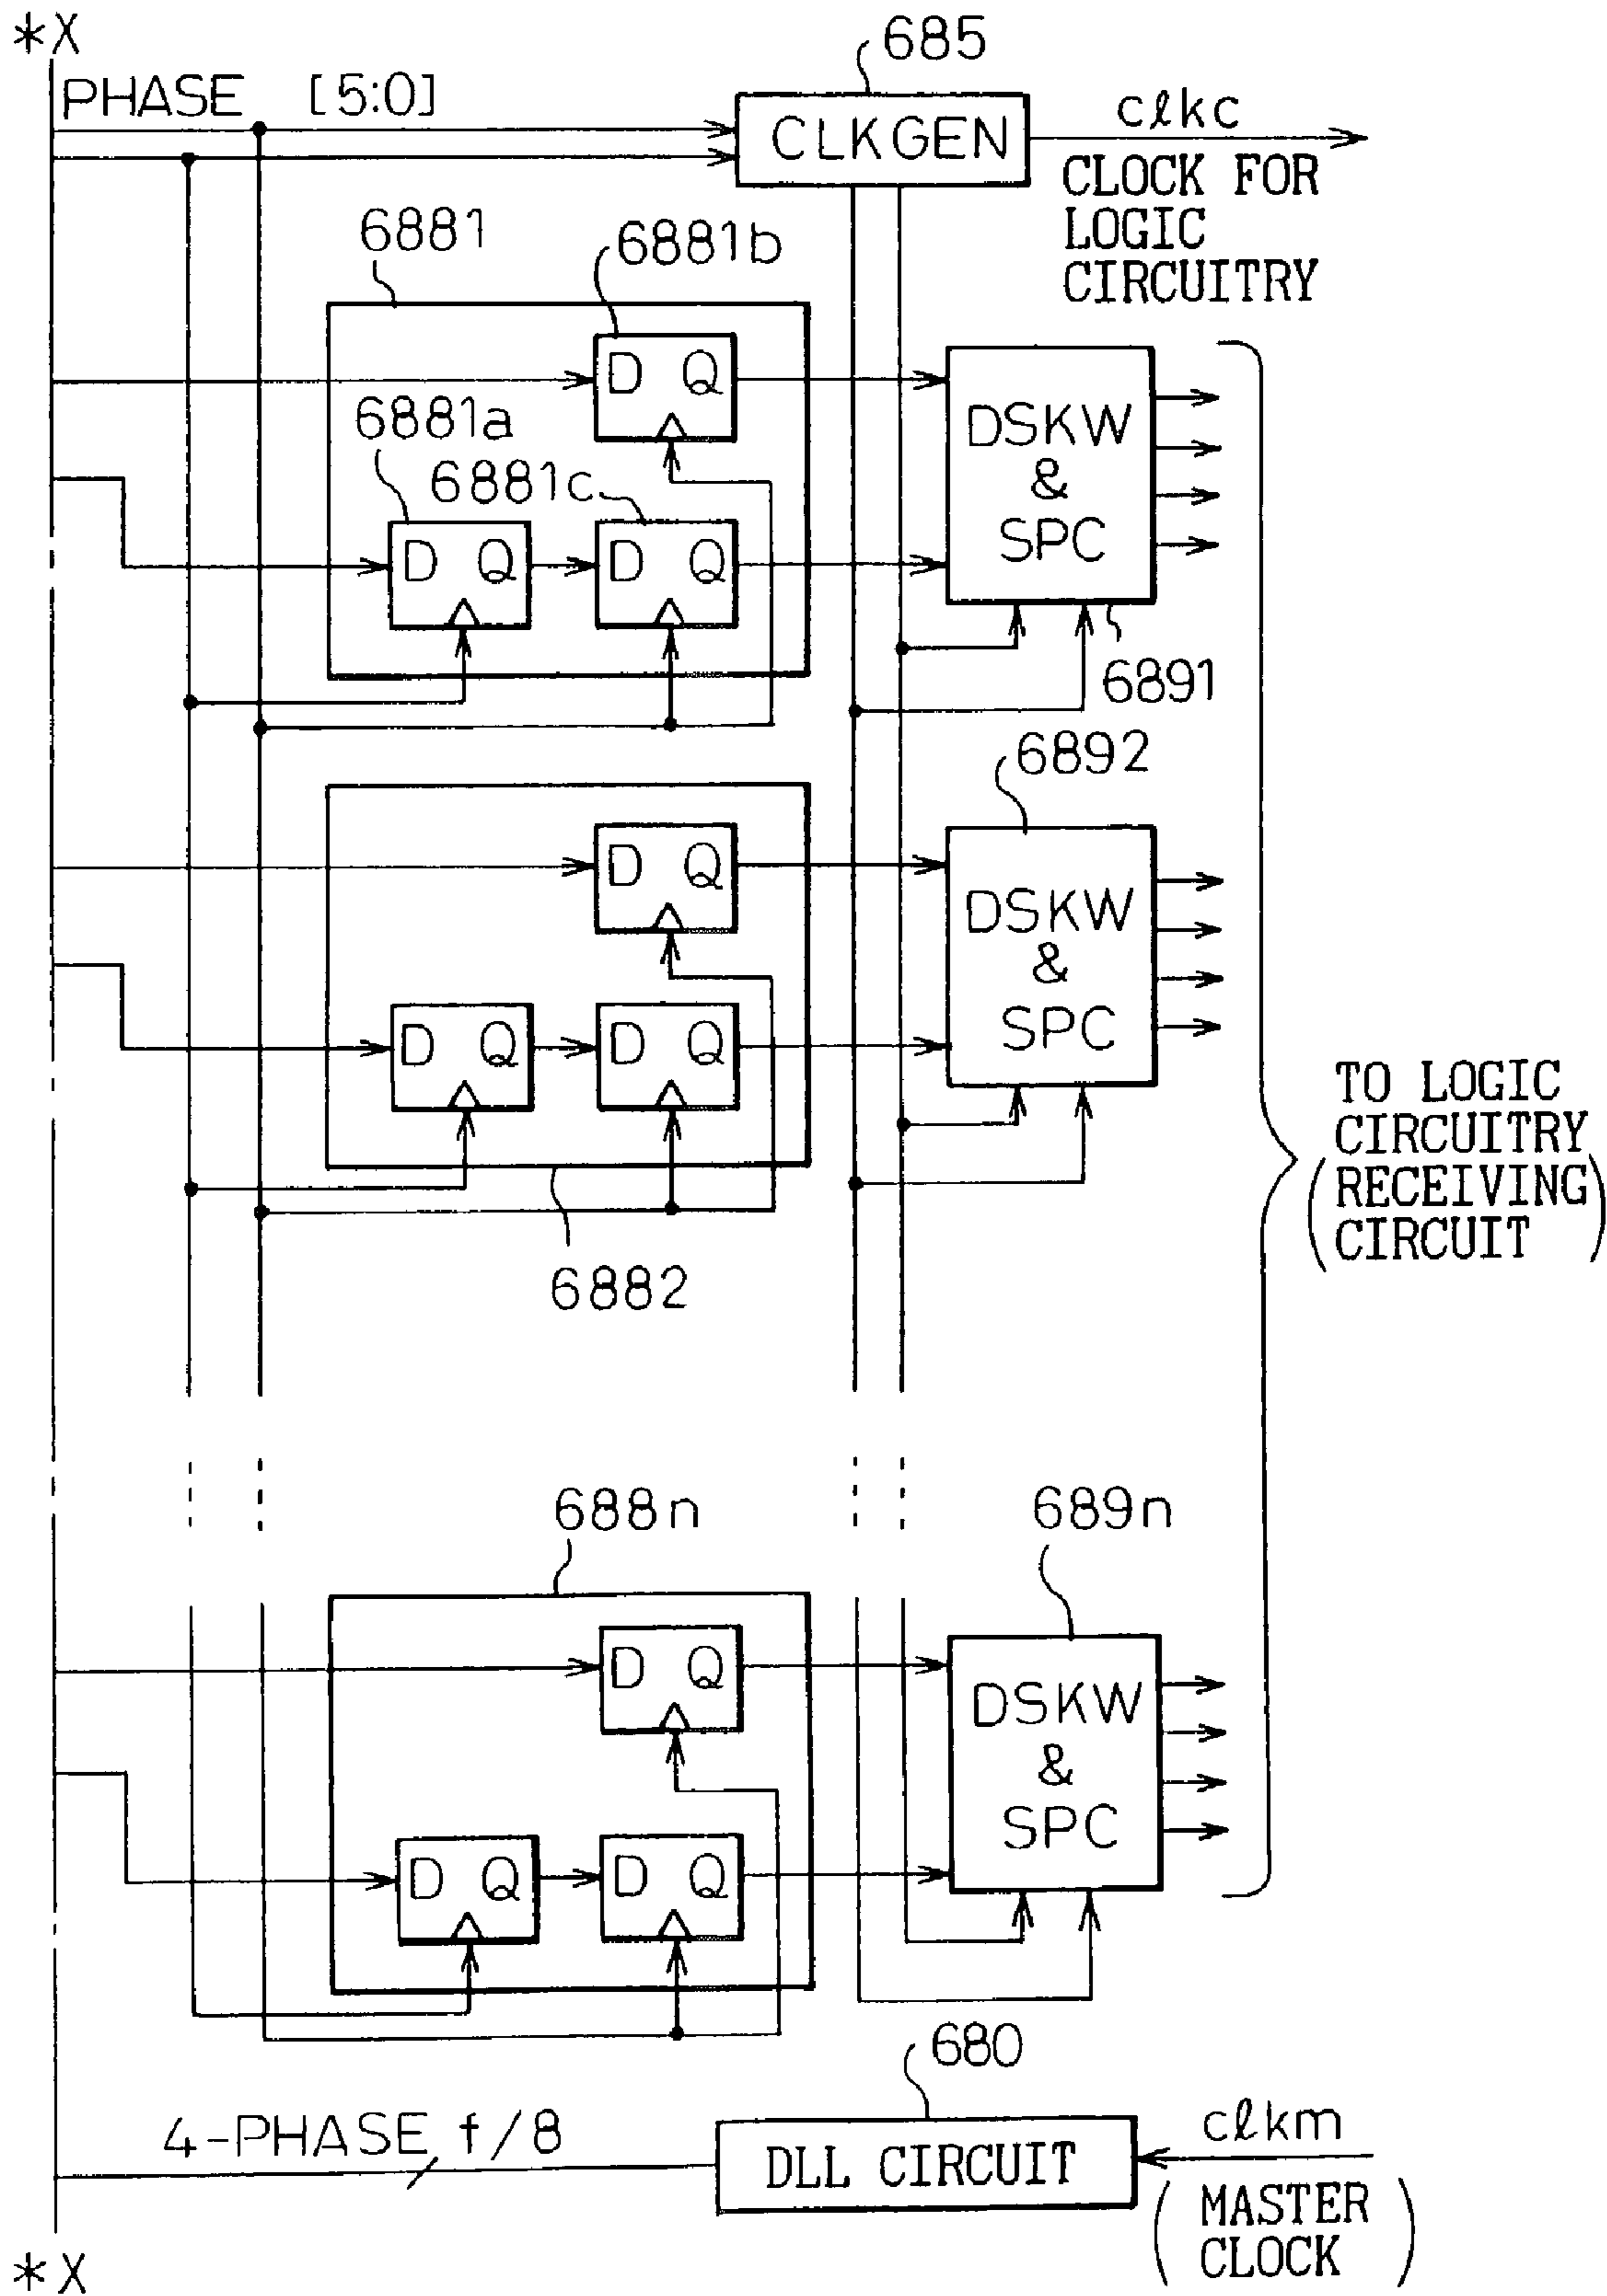 *X
PHASE [5:0]
685
CLKGEN
clkc
CLOCK FOR
LOGIC
CIRCUITRY
6881
6881b
D Q
6881a
6881c
D Q
D Q
DSKW
&
SPC
6891
6892
D Q
D Q
D Q
DSKW
&
SPC
6882
TO LOGIC
CIRCUITRY
(RECEIVING
CIRCUIT)
688n
689n
D Q
D Q
D Q
DSKW
&
SPC
680
4-PHASE f/8
DLL CIRCUIT
clkm
(MASTER
CLOCK)
*X